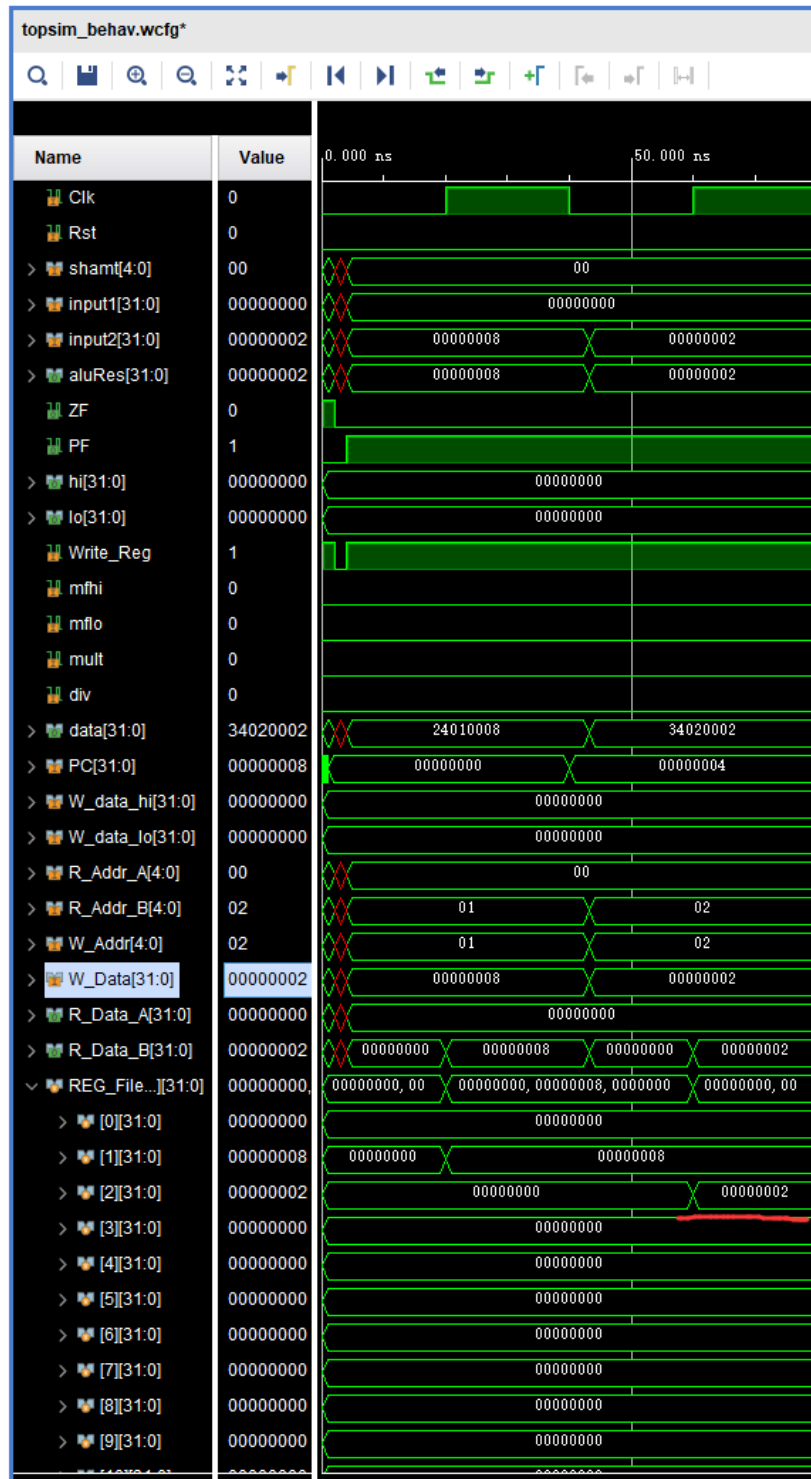 topsim_behav.wcfg*
Name Value 0.000 ns 50.000 ns
Clk 0
Rst 0
shamt[4:0] 00 00
input1[31:0] 00000000 00000000
input2[31:0] 00000002 00000008 00000002
aluRes[31:0] 00000002 00000008 00000002
ZF 0
PF 1
hi[31:0] 00000000 00000000
lo[31:0] 00000000 00000000
Write_Reg 1
mfhi 0
mflo 0
mult 0
div 0
data[31:0] 34020002 24010008 34020002
PC[31:0] 00000008 00000000 00000004
W_data_hi[31:0] 00000000 00000000
W_data_lo[31:0] 00000000 00000000
R_Addr_A[4:0] 00 00
R_Addr_B[4:0] 02 01 02
W_Addr[4:0] 02 01 02
W_Data[31:0] 00000002 00000008 00000002
R_Data_A[31:0] 00000000 00000000
R_Data_B[31:0] 00000002 00000000 00000008 00000000 00000002
REG_File...][31:0] 00000000, 00000000, 00 00000000, 00000008, 0000000 00000000, 00
[0][31:0] 00000000 00000000
[1][31:0] 00000008 00000000 00000008
[2][31:0] 00000002 00000000 00000002
[3][31:0] 00000000 00000000
[4][31:0] 00000000 00000000
[5][31:0] 00000000 00000000
[6][31:0] 00000000 00000000
[7][31:0] 00000000 00000000
[8][31:0] 00000000 00000000
[9][31:0] 00000000 00000000